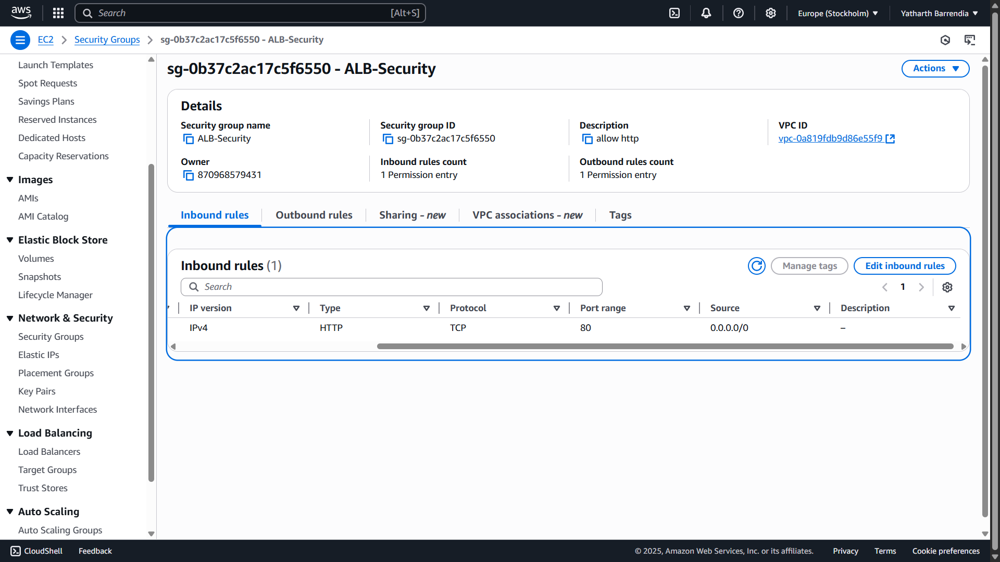 aws
Search [Alt+S]
Europe (Stockholm)
Yatharth Barrendia
EC2
Security Groups
sg-0b37c2ac17c5f6550 - ALB-Security
Launch Templates
Spot Requests
Savings Plans
Reserved Instances
Dedicated Hosts
Capacity Reservations
Images
AMIs
AMI Catalog
Elastic Block Store
Volumes
Snapshots
Lifecycle Manager
Network & Security
Security Groups
Elastic IPs
Placement Groups
Key Pairs
Network Interfaces
Load Balancing
Load Balancers
Target Groups
Trust Stores
Auto Scaling
Auto Scaling Groups
sg-0b37c2ac17c5f6550 - ALB-Security
Actions
Details
Security group name
ALB-Security
Security group ID
sg-0b37c2ac17c5f6550
Description
allow http
VPC ID
vpc-0a819fdb9d86e55f9
Owner
870968579431
Inbound rules count
1 Permission entry
Outbound rules count
1 Permission entry
Inbound rules
Outbound rules
Sharing - new
VPC associations - new
Tags
Inbound rules (1)
Manage tags
Edit inbound rules
Search
1
IP version Type Protocol Port range Source Description
IPv4 HTTP TCP 80 0.0.0.0/0 –
CloudShell
Feedback
© 2025, Amazon Web Services, Inc. or its affiliates.
Privacy
Terms
Cookie preferences